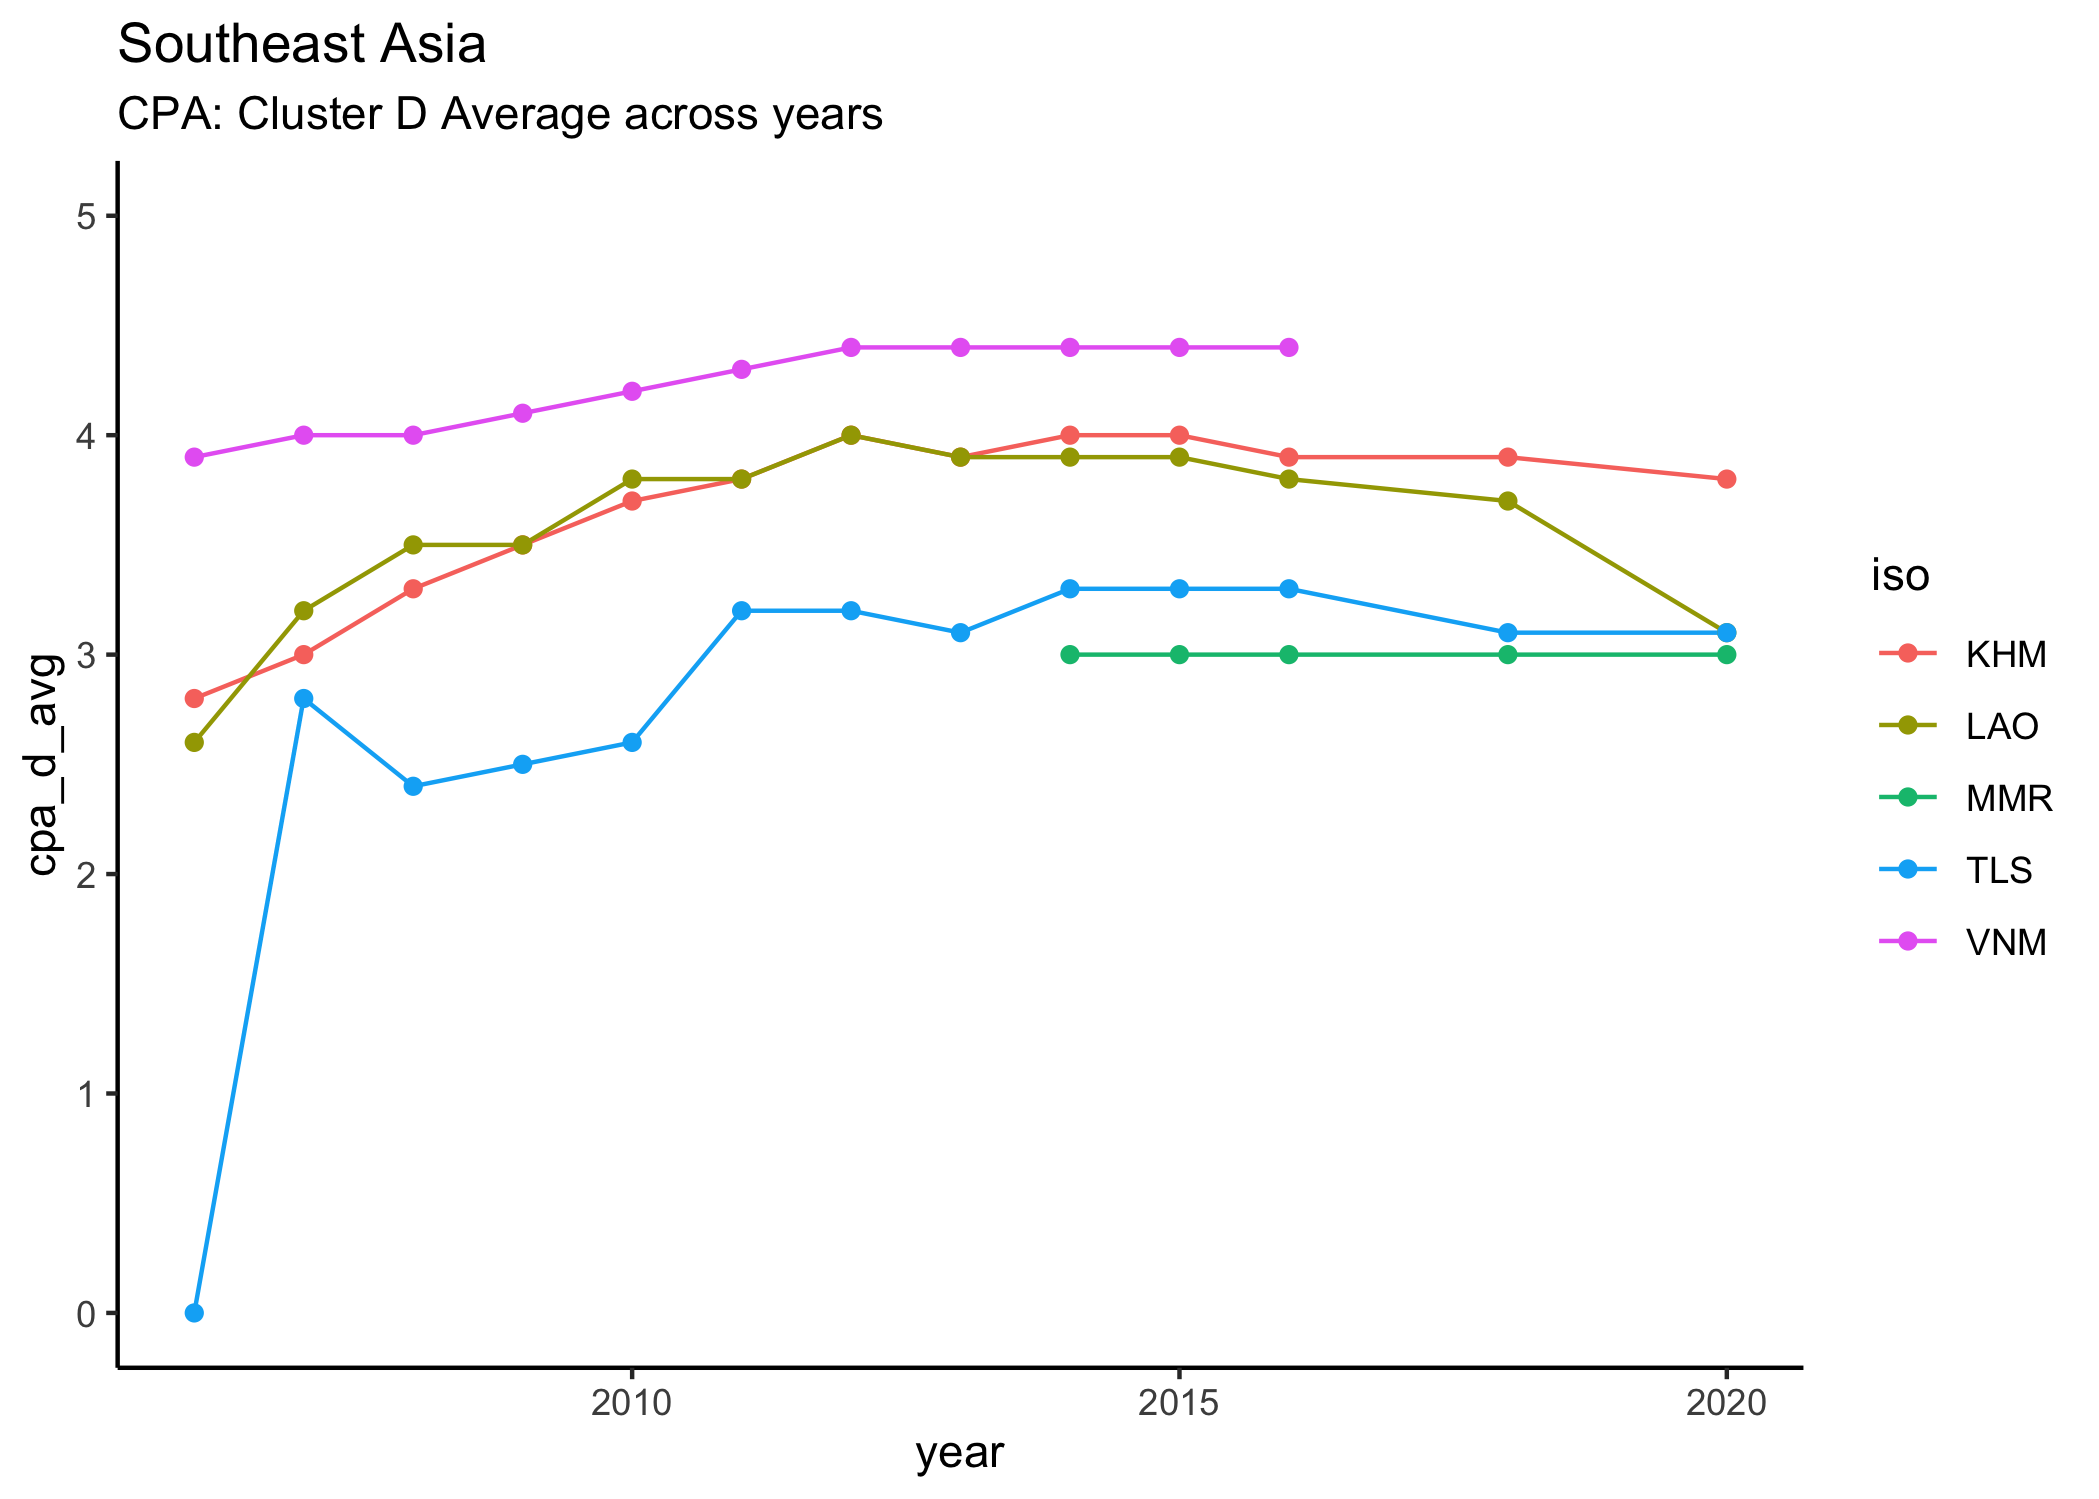 Southeast Asia
CPA: Cluster D Average across years
5
4
3
2
1
0
cpa_d_avg
2010
2015
2020
year
iso
KHM
LAO
MMR
TLS
VNM